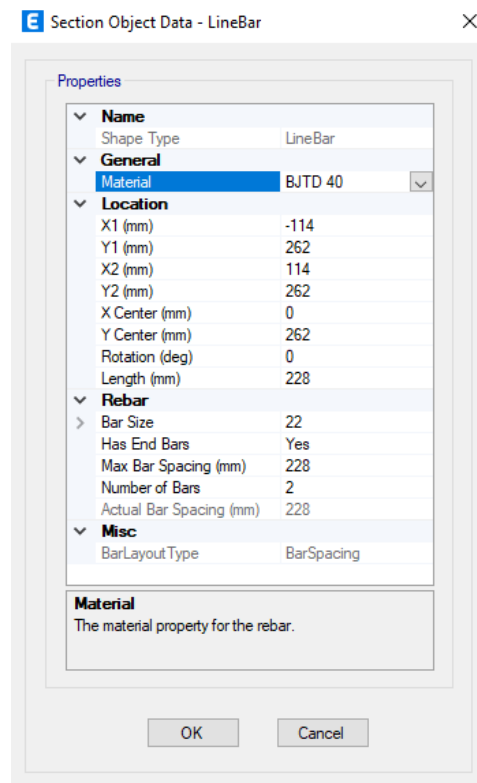 E Section Object Data - LineBar
Properties
Name
Shape Type LineBar
General
Material BJTD 40
Location
X1 (mm) -114
Y1 (mm) 262
X2 (mm) 114
Y2 (mm) 262
X Center (mm) 0
Y Center (mm) 262
Rotation (deg) 0
Length (mm) 228
Rebar
Bar Size 22
Has End Bars Yes
Max Bar Spacing (mm) 228
Number of Bars 2
Actual Bar Spacing (mm) 228
Misc
BarLayoutType BarSpacing
Material
The material property for the rebar.
OK Cancel